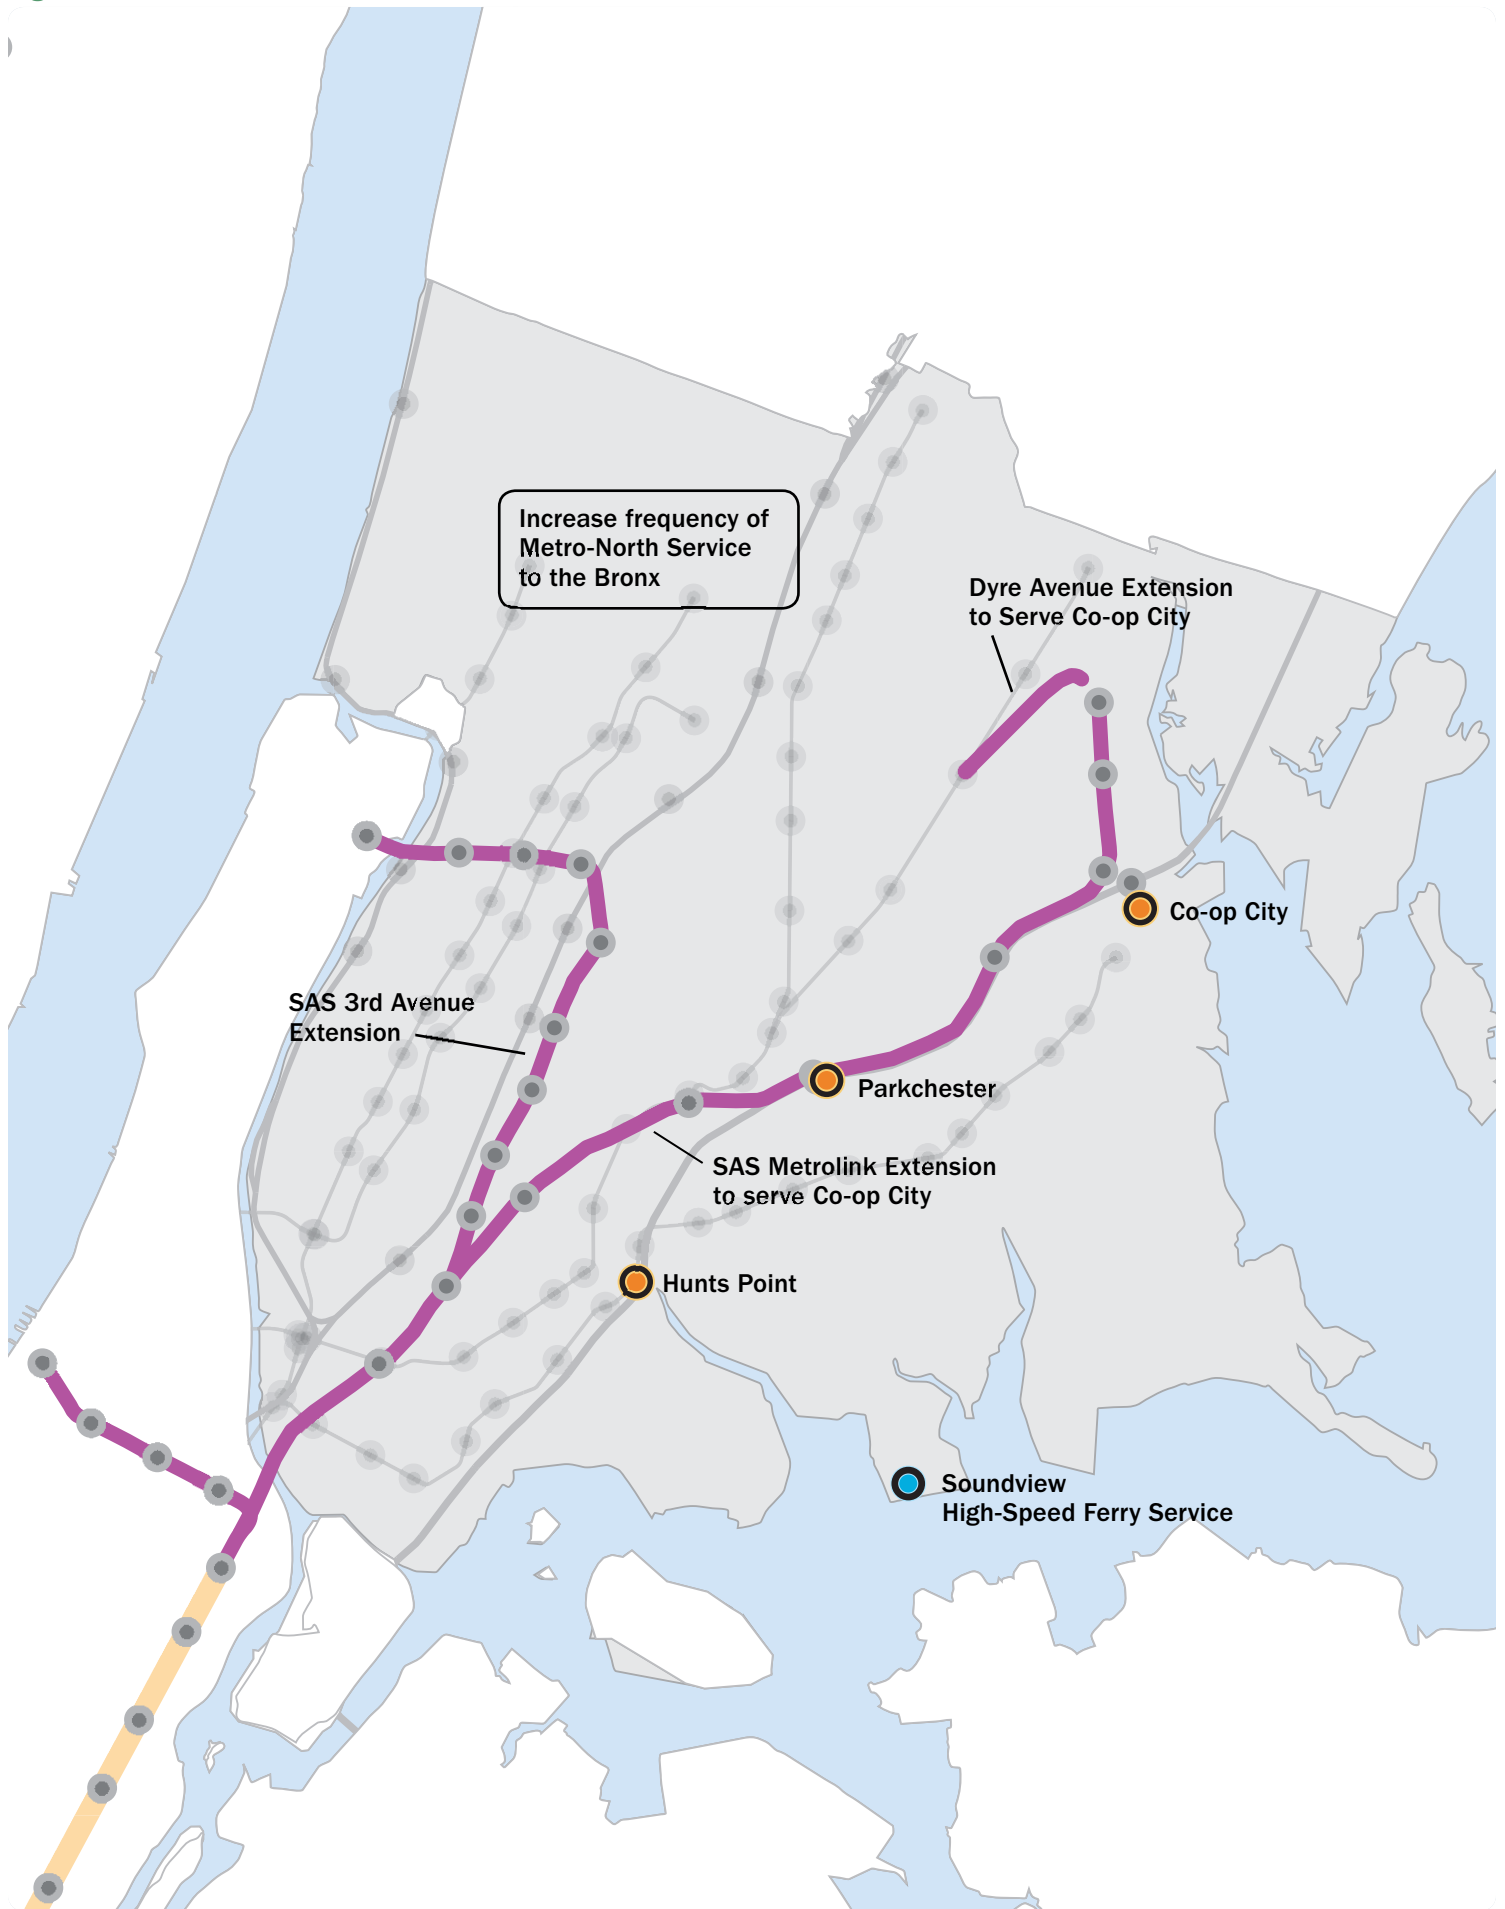 Increase frequency of
Metro-North Service
to the Bronx
Dyre Avenue Extension
to Serve Co-op City
Co-op City
SAS 3rd Avenue
Extension
Parkchester
SAS Metrolink Extension
to serve Co-op City
Hunts Point
Soundview
High-Speed Ferry Service